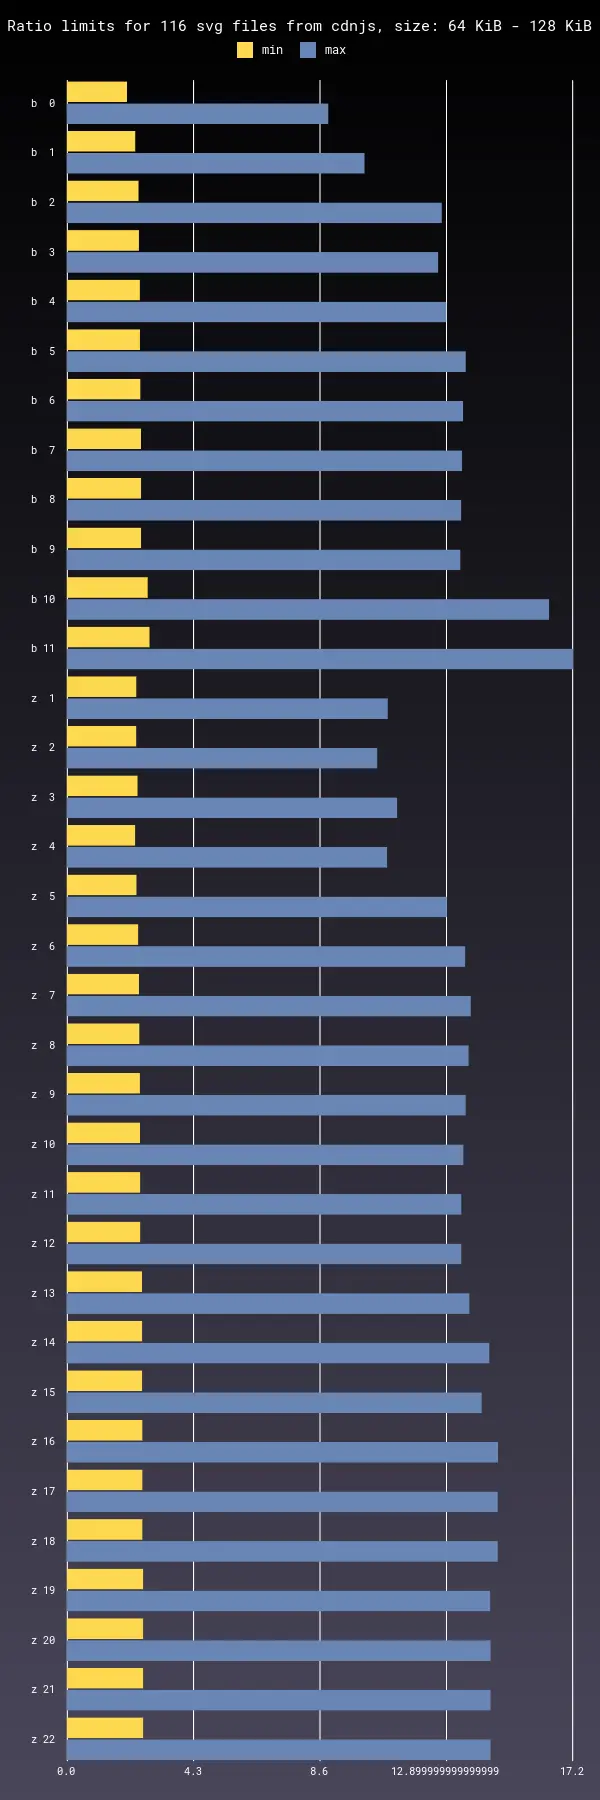 Ratio limits for 116 svg files from cdnjs, size: 64 KiB - 128 KiB
min max
b 0
b 1
b 2
b 3
b 4
b 5
b 6
b 7
b 8
b 9
b 10
b 11
z 1
z 2
z 3
z 4
z 5
z 6
z 7
z 8
z 9
z 10
z 11
z 12
z 13
z 14
z 15
z 16
z 17
z 18
z 19
z 20
z 21
z 22
0.0 4.3 8.6 12.899999999999999 17.2